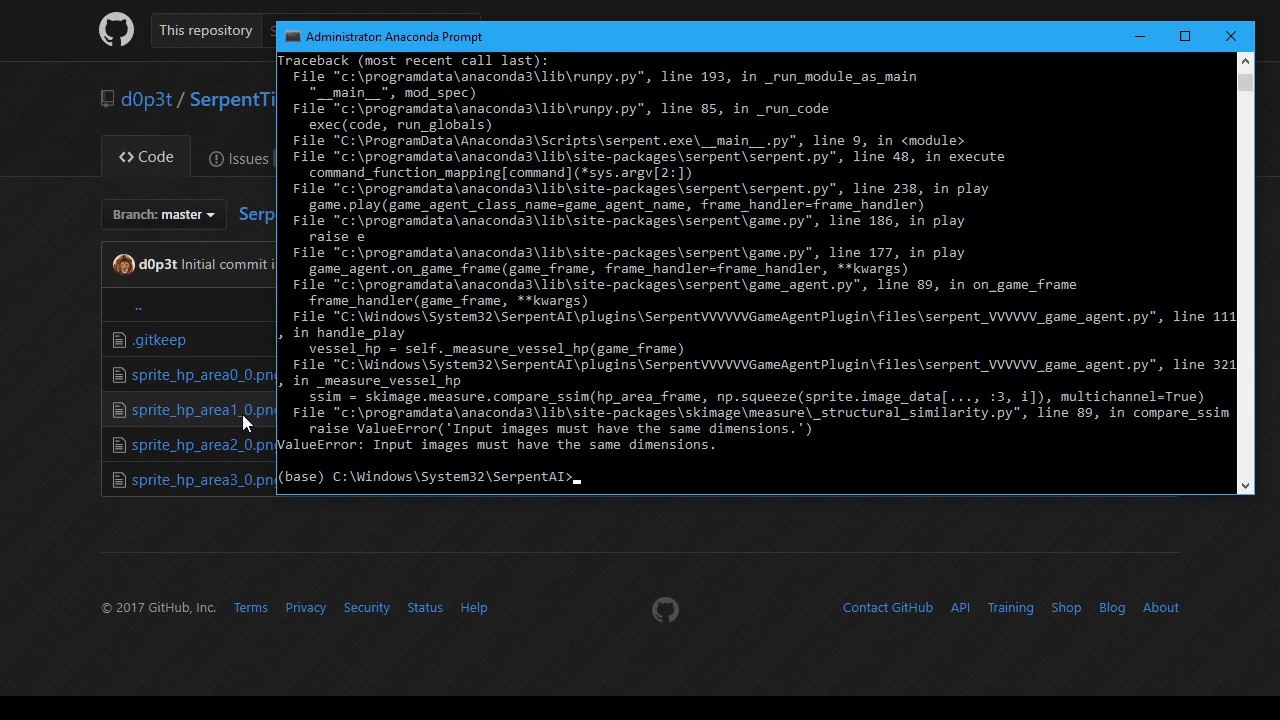 This repository
Administrator: Anaconda Prompt
Traceback (most recent call last):
File "c:\programdata\anaconda3\lib\runpy.py", line 193, in _run_module_as_main
"__main__", mod_spec)
File "c:\programdata\anaconda3\lib\runpy.py", line 85, in _run_code
exec(code, run_globals)
File "C:\ProgramData\Anaconda3\Scripts\serpent.exe\__main__.py", line 9, in <module>
File "c:\programdata\anaconda3\lib\site-packages\serpent\serpent.py", line 48, in execute
command_function_mapping[command](*sys.argv[2:])
File "c:\programdata\anaconda3\lib\site-packages\serpent\serpent.py", line 238, in play
game.play(game_agent_class_name=game_agent_name, frame_handler=frame_handler)
File "c:\programdata\anaconda3\lib\site-packages\serpent\game.py", line 186, in play
raise e
File "c:\programdata\anaconda3\lib\site-packages\serpent\game.py", line 177, in play
game_agent.on_game_frame(game_frame, frame_handler=frame_handler, **kwargs)
File "c:\programdata\anaconda3\lib\site-packages\serpent\game_agent.py", line 89, in on_game_frame
frame_handler(game_frame, **kwargs)
File "C:\Windows\System32\SerpentAI\plugins\SerpentVVVVVVGameAgentPlugin\files\serpent_VVVVVV_game_agent.py", line 111
, in handle_play
vessel_hp = self._measure_vessel_hp(game_frame)
File "C:\Windows\System32\SerpentAI\plugins\SerpentVVVVVVGameAgentPlugin\files\serpent_VVVVVV_game_agent.py", line 321
, in _measure_vessel_hp
ssim = skimage.measure.compare_ssim(hp_area_frame, np.squeeze(sprite.image_data[..., :3, i]), multichannel=True)
File "c:\programdata\anaconda3\lib\site-packages\skimage\measure\_structural_similarity.py", line 89, in compare_ssim
raise ValueError('Input images must have the same dimensions.')
ValueError: Input images must have the same dimensions.
(base) C:\Windows\System32\SerpentAI>
d0p3t / SerpentTi
Code
Issues
Branch: master
Serpe
d0p3t Initial commit i
..
.gitkeep
sprite_hp_area0_0.png
sprite_hp_area1_0.png
sprite_hp_area2_0.png
sprite_hp_area3_0.png
© 2017 GitHub, Inc. Terms Privacy Security Status Help
Contact GitHub API Training Shop Blog About